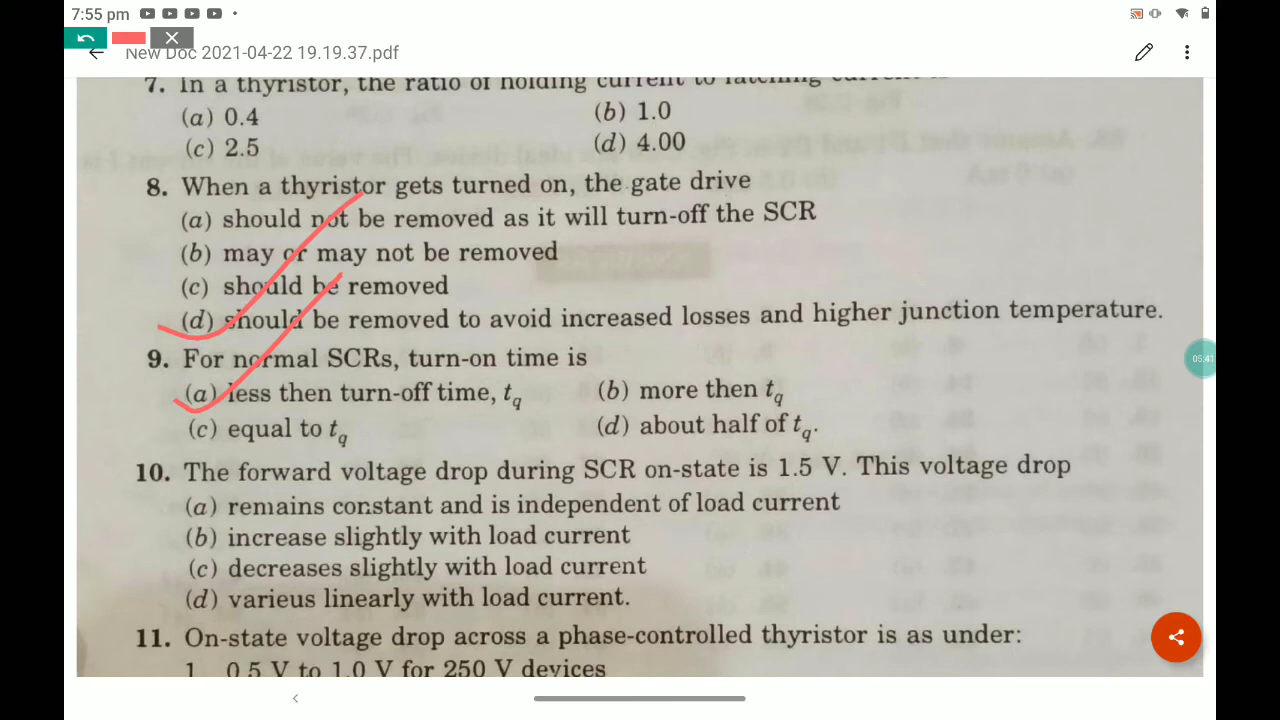 7:55 pm
New Doc 2021-04-22 19.19.37.pdf
7. In a thyristor, the ratio of holding current to latching current is
(a) 0.4 (b) 1.0
(c) 2.5 (d) 4.00
8. When a thyristor gets turned on, the gate drive
(a) should not be removed as it will turn-off the SCR
(b) may or may not be removed
(c) should be removed
(d) should be removed to avoid increased losses and higher junction temperature.
9. For normal SCRs, turn-on time is
(a) less then turn-off time, tq (b) more then tq
(c) equal to tq (d) about half of tq.
10. The forward voltage drop during SCR on-state is 1.5 V. This voltage drop
(a) remains constant and is independent of load current
(b) increase slightly with load current
(c) decreases slightly with load current
(d) varieus linearly with load current.
11. On-state voltage drop across a phase-controlled thyristor is as under:
1. 0.5 V to 1.0 V for 250 V devices
05:41